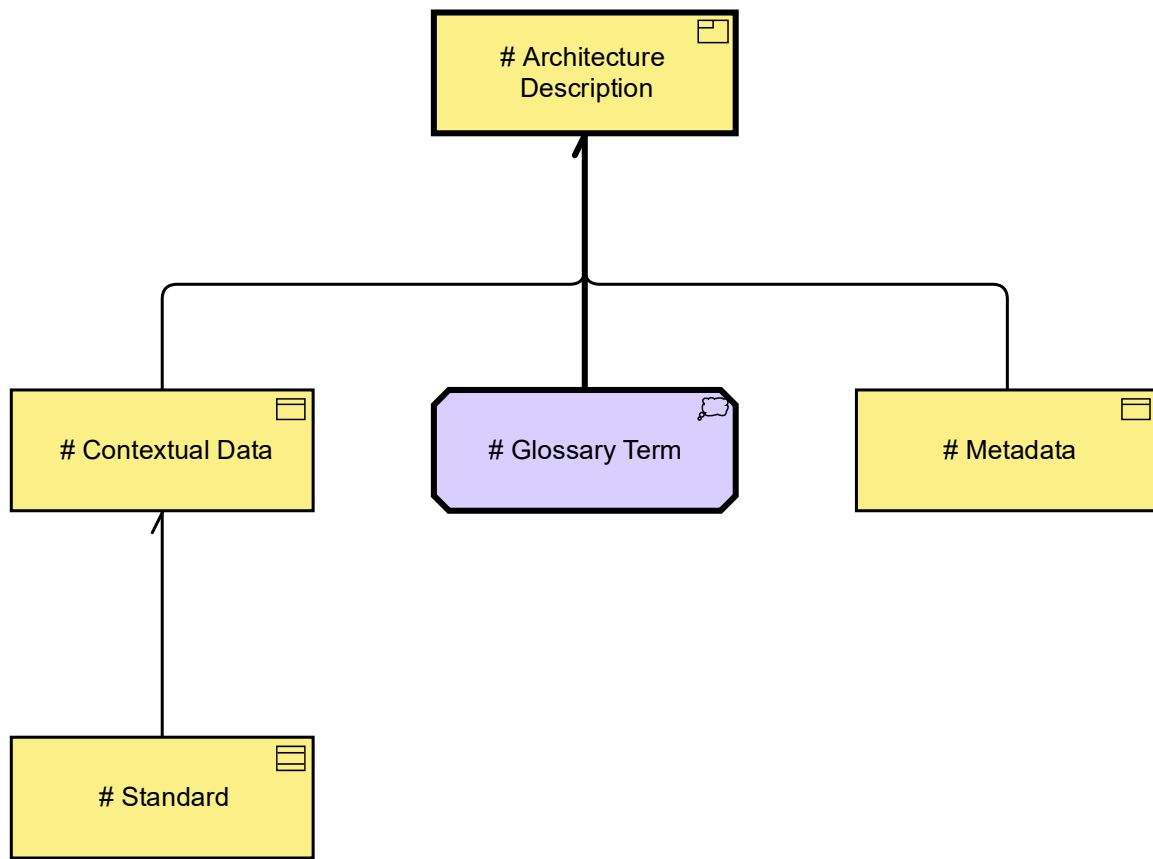 # Architecture
Description
# Contextual Data
# Glossary Term
# Metadata
# Standard